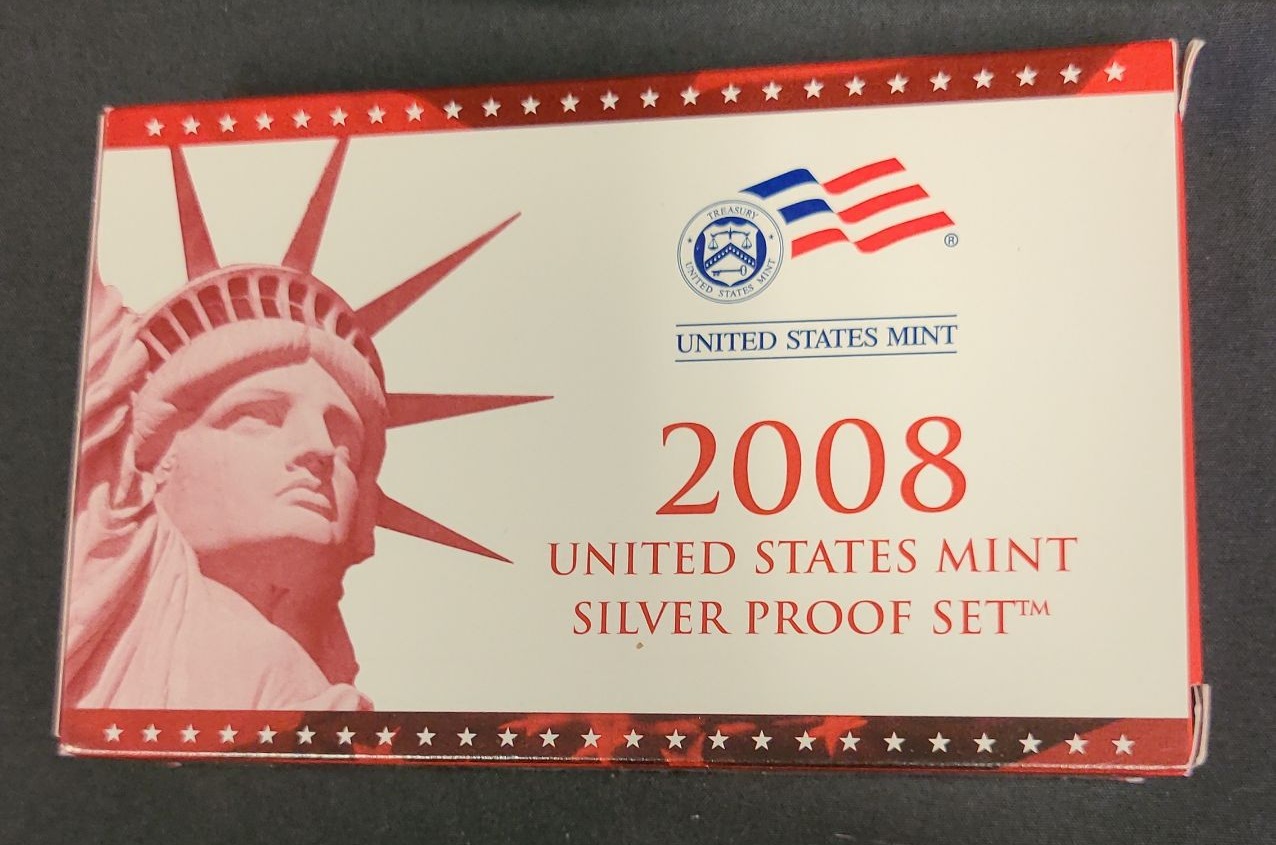 TREASURY
UNITED STATES MINT
®
UNITED STATES MINT
2008
UNITED STATES MINT
SILVER PROOF SET™